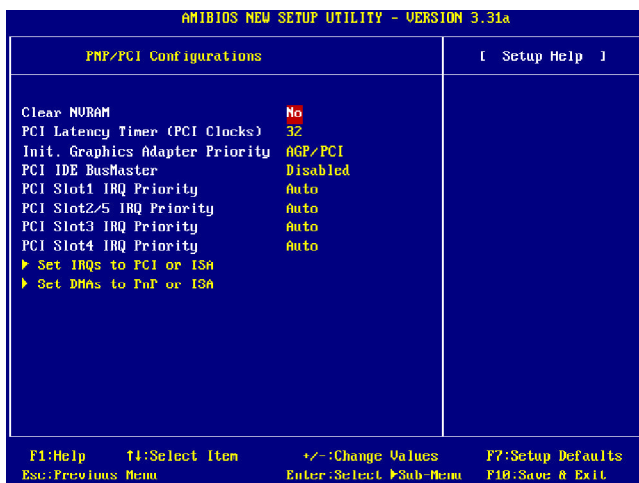 AMIBIOS NEW SETUP UTILITY - VERSION 3.31a
PNP/PCI Configurations
[ Setup Help ]
Clear NVRAM No
PCI Latency Timer (PCI Clocks) 32
Init. Graphics Adapter Priority AGP/PCI
PCI IDE BusMaster Disabled
PCI Slot1 IRQ Priority Auto
PCI Slot2/5 IRQ Priority Auto
PCI Slot3 IRQ Priority Auto
PCI Slot4 IRQ Priority Auto
▶ Set IRQs to PCI or ISA
▶ Set DMAs to PnP or ISA
F1:Help ↑↓:Select Item +/-:Change Values F7:Setup Defaults
Esc:Previous Menu Enter:Select ▶Sub-Menu F10:Save & Exit